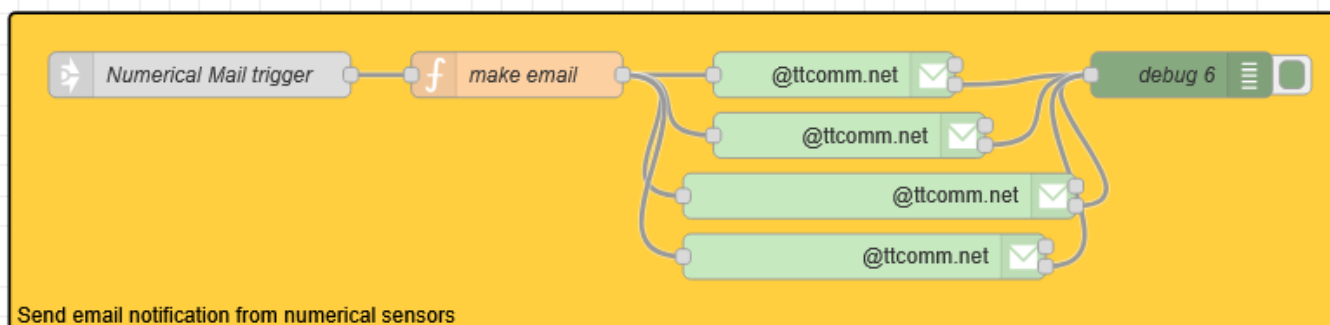 Numerical Mail trigger
make email
@ttcomm.net
debug 6
@ttcomm.net
@ttcomm.net
@ttcomm.net
Send email notification from numerical sensors